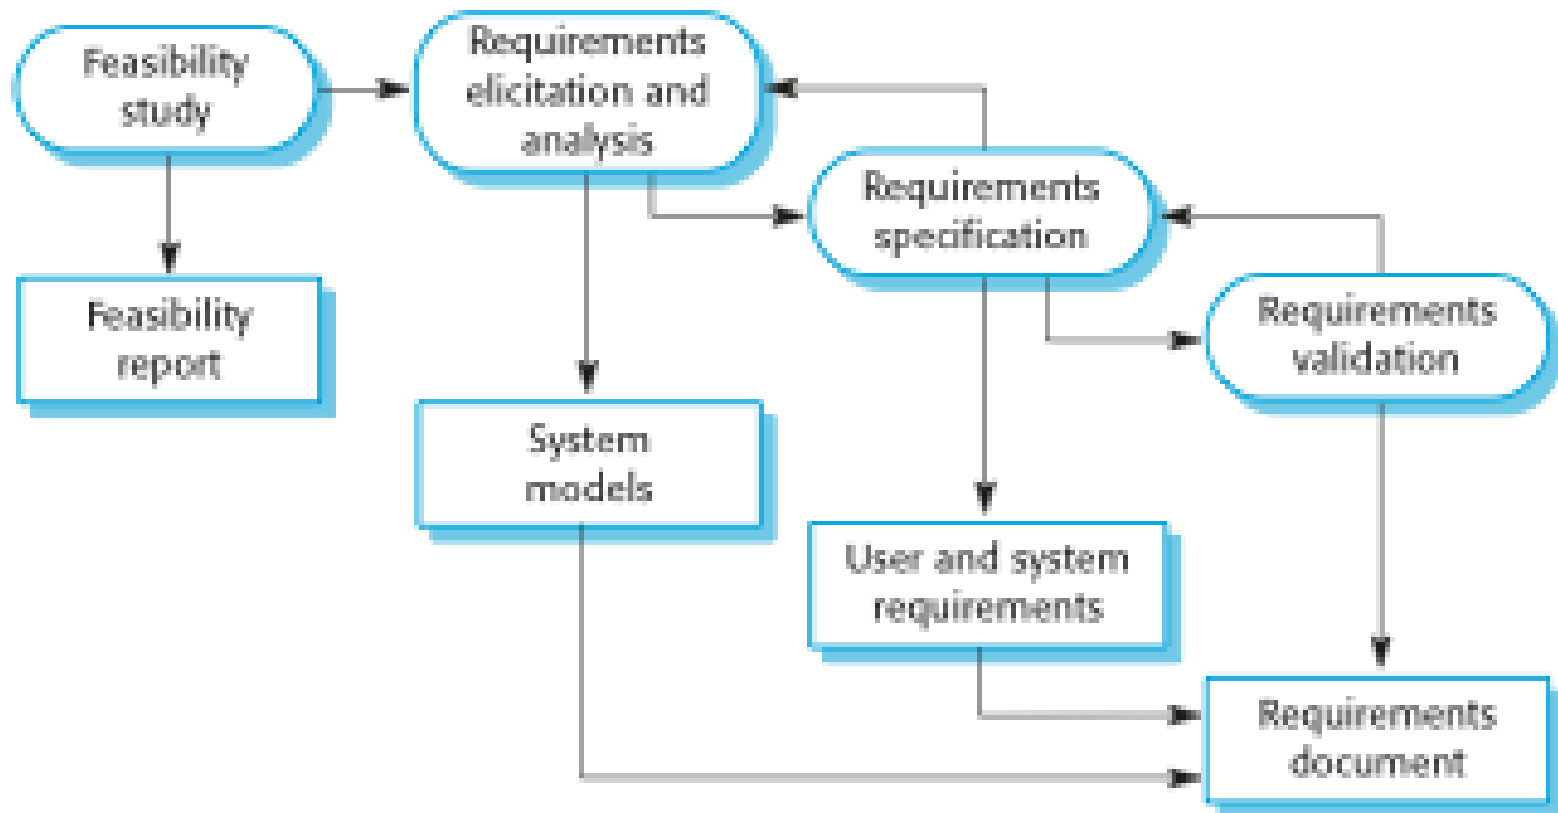 Feasibility
study
Requirements
elicitation and
analysis
Requirements
specification
Requirements
validation
Feasibility
report
System
models
User and system
requirements
Requirements
document